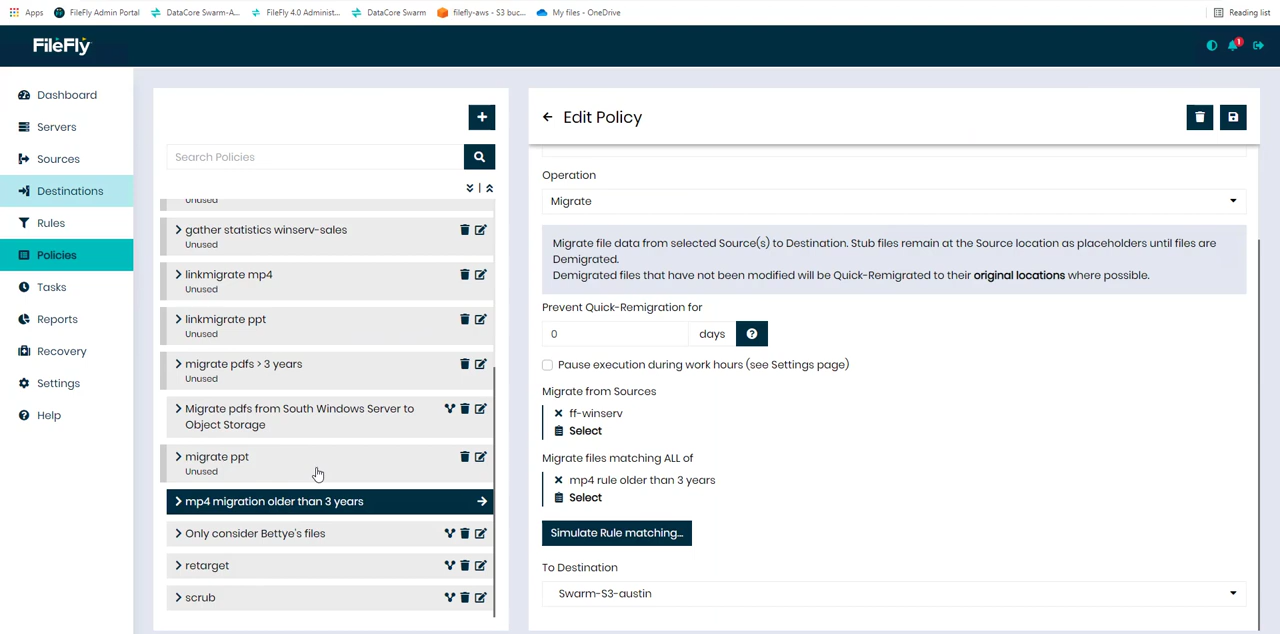 Apps FileFly Admin Portal DataCore Swarm-A... FileFly 4.0 Administ... DataCore Swarm filefly-aws - S3 buc... My files - OneDrive Reading list
FileFly
1
Dashboard
Servers
Sources
Destinations
Rules
Policies
Tasks
Reports
Recovery
Settings
Help
Search Policies
Unused
gather statistics winserv-sales
Unused
linkmigrate mp4
Unused
linkmigrate ppt
Unused
migrate pdfs > 3 years
Unused
Migrate pdfs from South Windows Server to
Object Storage
migrate ppt
Unused
mp4 migration older than 3 years
Only consider Bettye's files
retarget
scrub
Edit Policy
Operation
Migrate
Migrate file data from selected Source(s) to Destination. Stub files remain at the Source location as placeholders until files are
Demigrated.
Demigrated files that have not been modified will be Quick-Remigrated to their original locations where possible.
Prevent Quick-Remigration for
0 days
Pause execution during work hours (see Settings page)
Migrate from Sources
ff-winserv
Select
Migrate files matching ALL of
mp4 rule older than 3 years
Select
Simulate Rule matching...
To Destination
Swarm-S3-austin